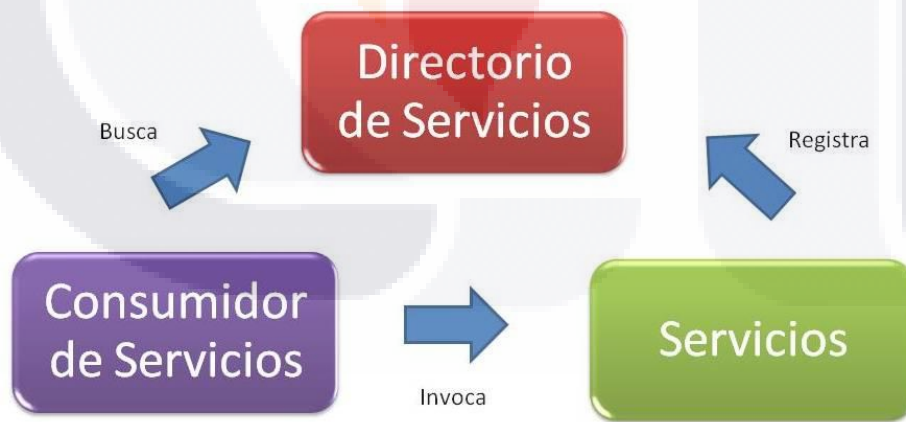 Directorio
de Servicios
Busca
Registra
Consumidor
de Servicios
Servicios
Invoca